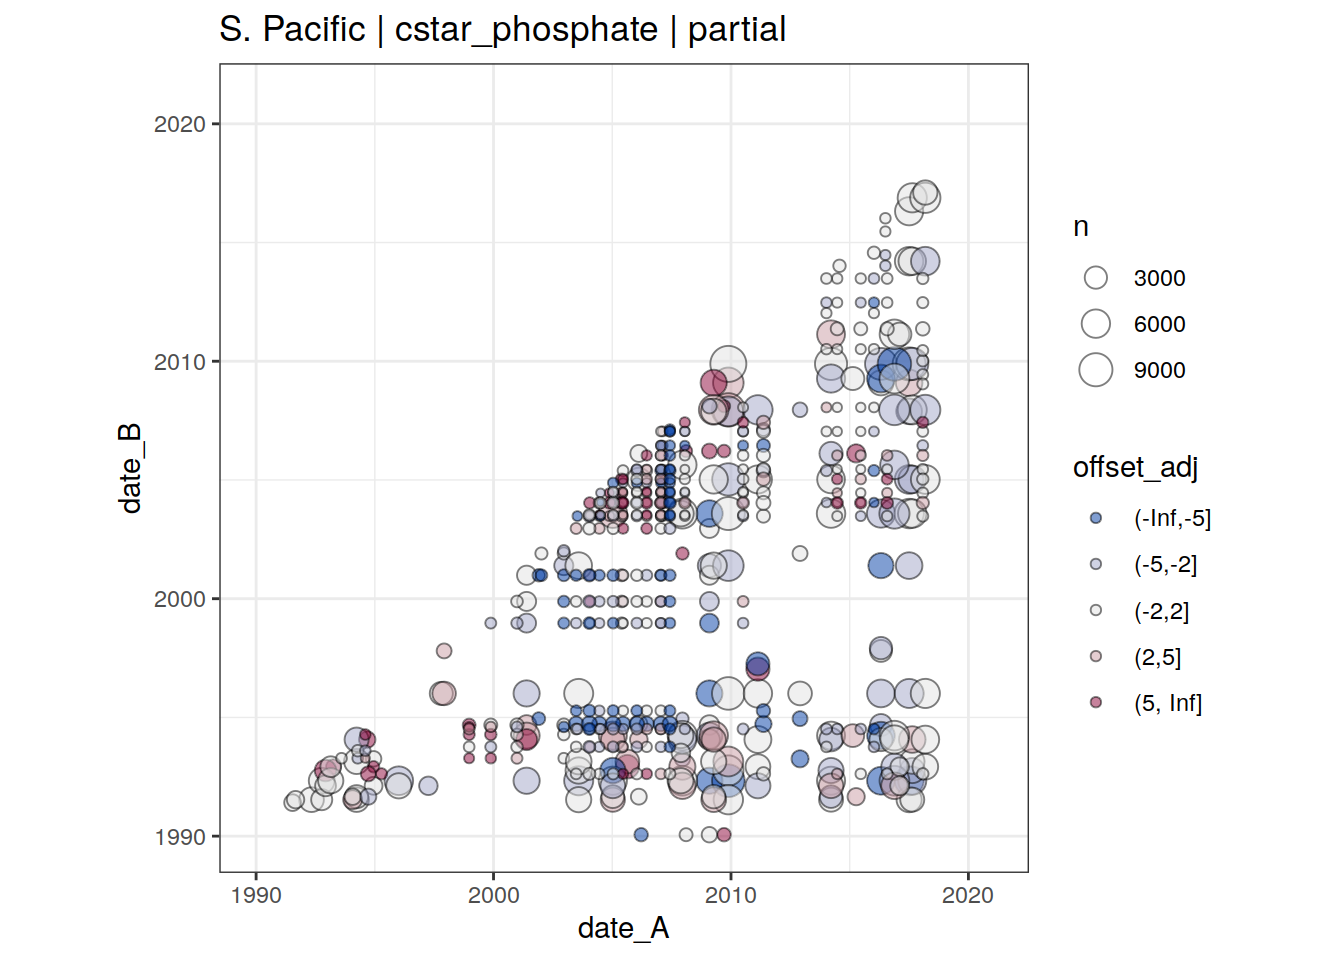 S. Pacific | cstar_phosphate | partial
2020
2010
2000
1990
date_B
1990
2000
2010
2020
date_A
n
3000
6000
9000
offset_adj
(-Inf,-5]
(-5,-2]
(-2,2]
(2,5]
(5, Inf]